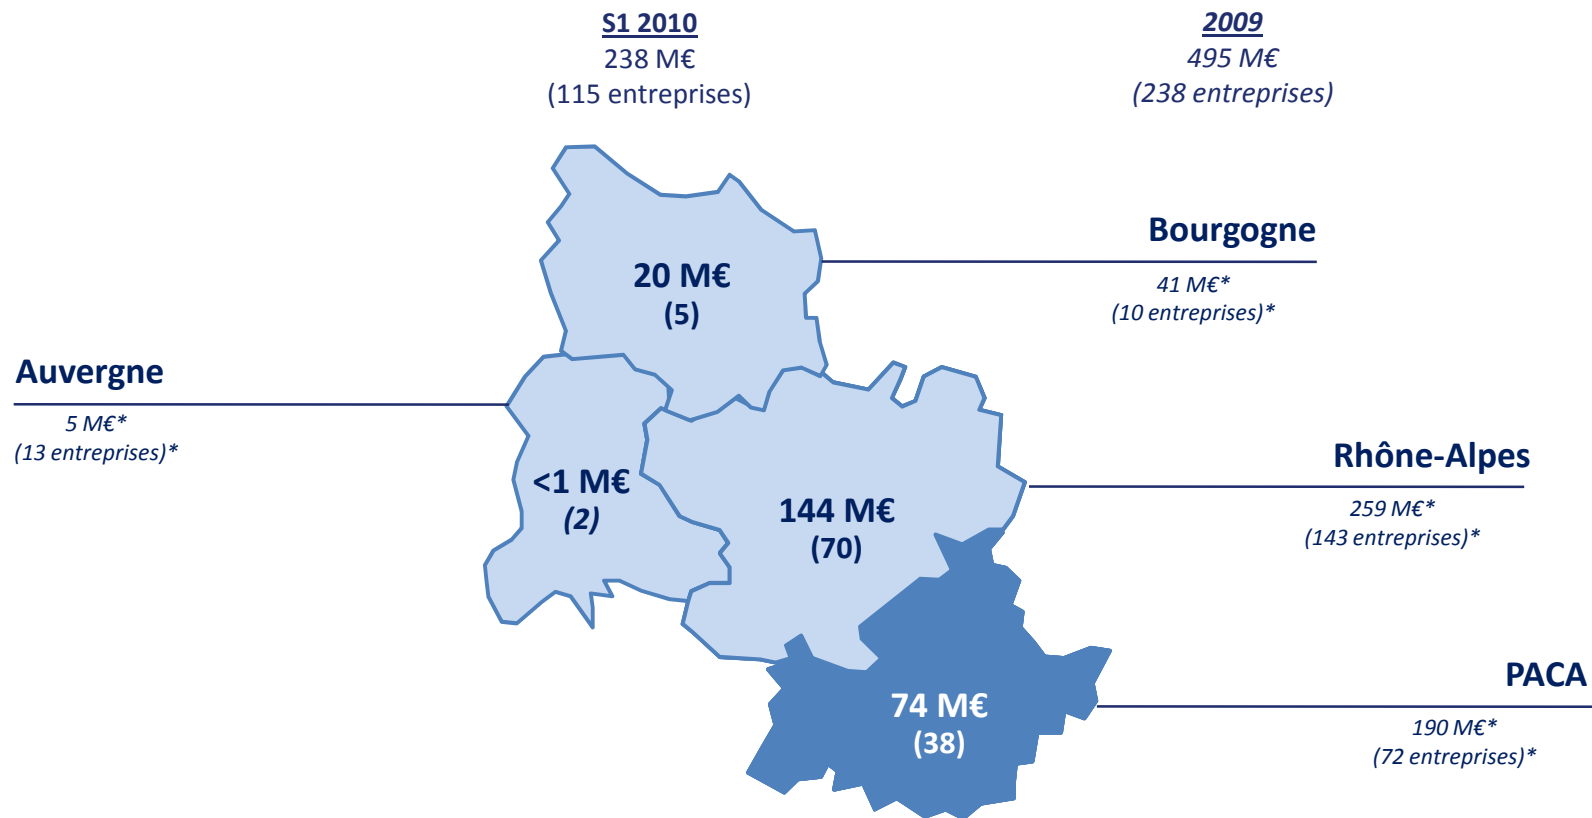 S1 2010
238 M€
(115 entreprises)
2009
495 M€
(238 entreprises)
Bourgogne
41 M€*
(10 entreprises)*
20 M€
(5)
Auvergne
5 M€*
(13 entreprises)*
<1 M€
(2)
Rhône-Alpes
259 M€*
(143 entreprises)*
144 M€
(70)
PACA
190 M€*
(72 entreprises)*
74 M€
(38)